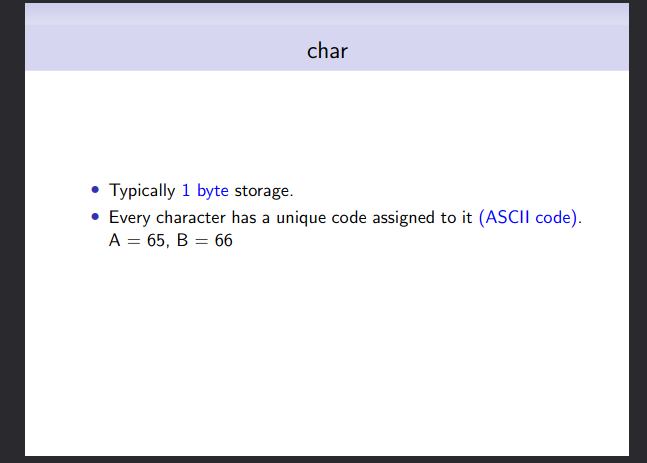 char
• Typically 1 byte storage.
• Every character has a unique code assigned to it (ASCII code).
A = 65, B = 66